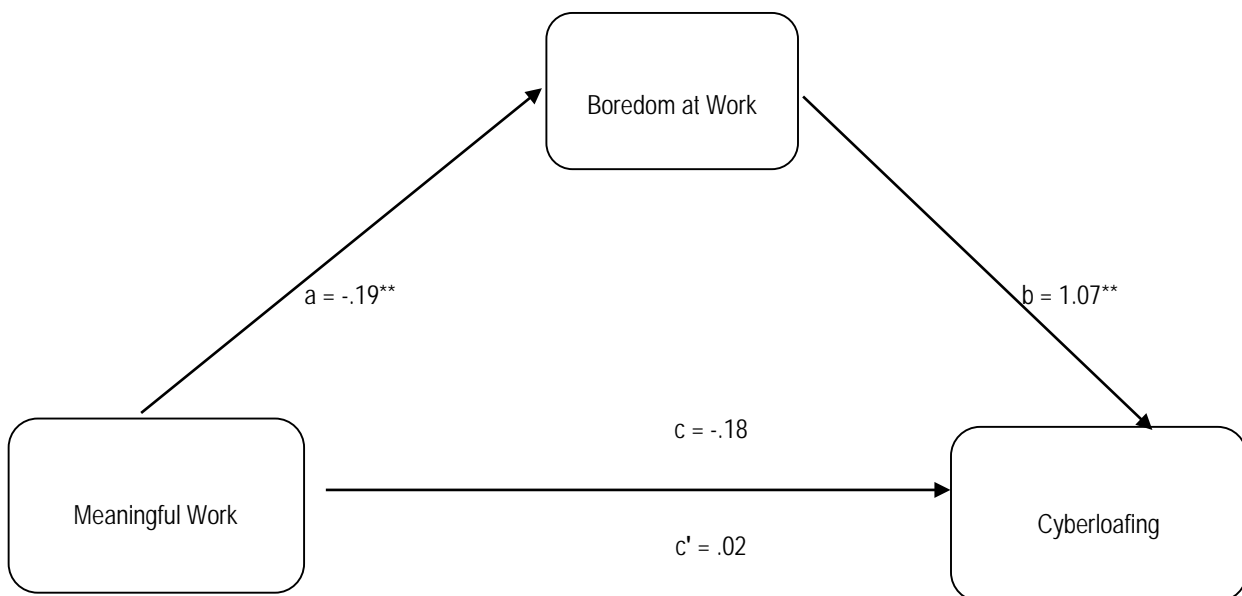 Boredom at Work
a = -.19**
b = 1.07**
c = -.18
Meaningful Work
Cyberloafing
c' = .02